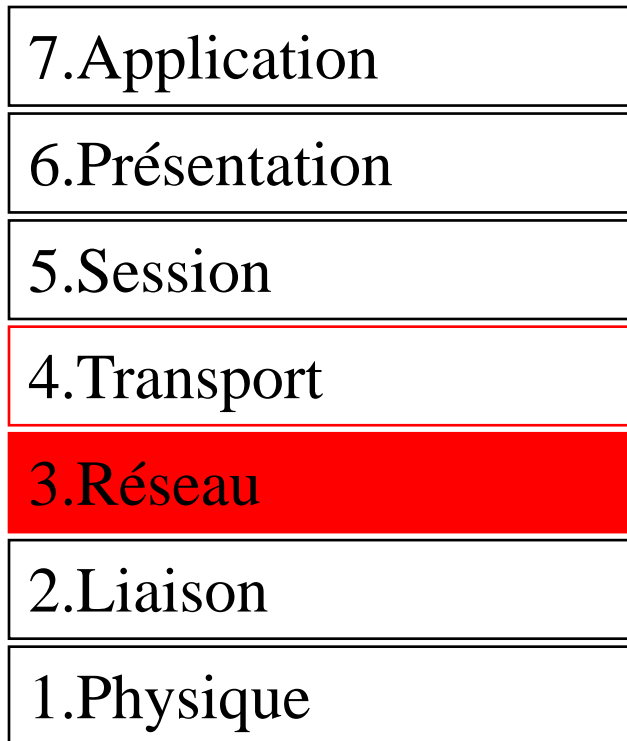 7.Application
6.Présentation
5.Session
4.Transport
3.Réseau
2.Liaison
1.Physique